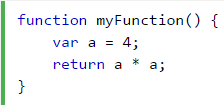 function myFunction() {
    var a = 4;
    return a * a;
}